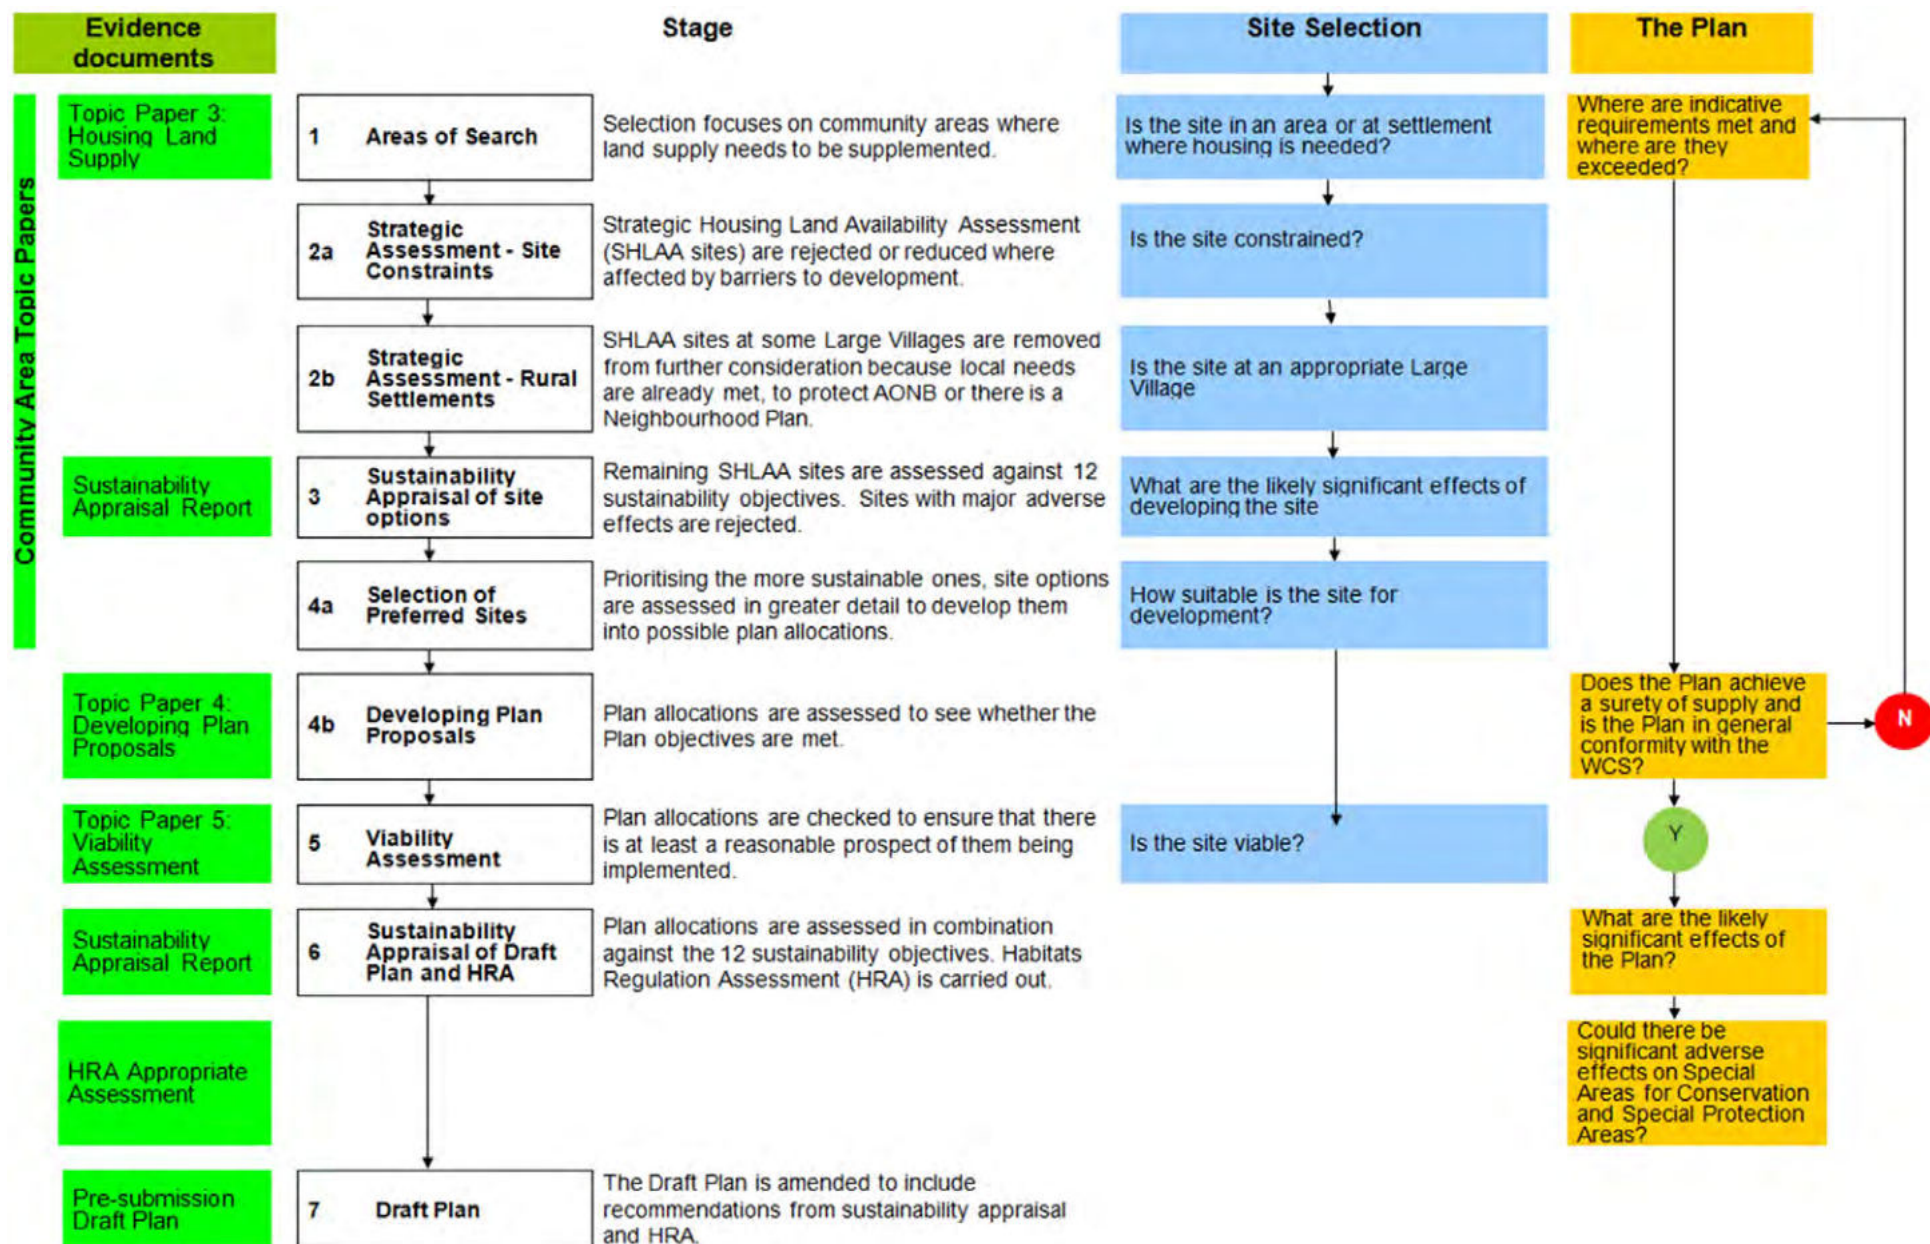 Evidence
documents
Stage
Site Selection
The Plan
Community Area Topic Papers
Topic Paper 3:
Housing Land
Supply
1 Areas of Search
Selection focuses on community areas where
land supply needs to be supplemented.
Is the site in an area or at settlement
where housing is needed?
Where are indicative
requirements met and
where are they
exceeded?
2a Strategic
Assessment - Site
Constraints
Strategic Housing Land Availability Assessment
(SHLAA sites) are rejected or reduced where
affected by barriers to development.
Is the site constrained?
2b Strategic
Assessment - Rural
Settlements
SHLAA sites at some Large Villages are removed
from further consideration because local needs
are already met, to protect AONB or there is a
Neighbourhood Plan.
Is the site at an appropriate Large
Village
Sustainability
Appraisal Report
3 Sustainability
Appraisal of site
options
Remaining SHLAA sites are assessed against 12
sustainability objectives. Sites with major adverse
effects are rejected.
What are the likely significant effects of
developing the site
4a Selection of
Preferred Sites
Prioritising the more sustainable ones, site options
are assessed in greater detail to develop them
into possible plan allocations.
How suitable is the site for
development?
Topic Paper 4:
Developing Plan
Proposals
4b Developing Plan
Proposals
Plan allocations are assessed to see whether the
Plan objectives are met.
Does the Plan achieve
a surety of supply and
is the Plan in general
conformity with the
WCS?
N
Topic Paper 5:
Viability
Assessment
5 Viability
Assessment
Plan allocations are checked to ensure that there
is at least a reasonable prospect of them being
implemented.
Is the site viable?
Y
Sustainability
Appraisal Report
6 Sustainability
Appraisal of Draft
Plan and HRA
Plan allocations are assessed in combination
against the 12 sustainability objectives. Habitats
Regulation Assessment (HRA) is carried out.
What are the likely
significant effects of
the Plan?
HRA Appropriate
Assessment
Could there be
significant adverse
effects on Special
Areas for Conservation
and Special Protection
Areas?
Pre-submission
Draft Plan
7 Draft Plan
The Draft Plan is amended to include
recommendations from sustainability appraisal
and HRA.